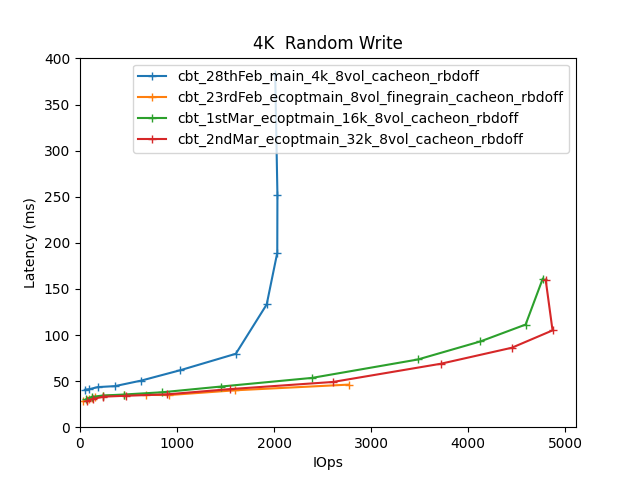 4K  Random Write
400
350
300
250
200
150
100
50
0
Latency (ms)
cbt_28thFeb_main_4k_8vol_cacheon_rbdoff
cbt_23rdFeb_ecoptmain_8vol_finegrain_cacheon_rbdoff
cbt_1stMar_ecoptmain_16k_8vol_cacheon_rbdoff
cbt_2ndMar_ecoptmain_32k_8vol_cacheon_rbdoff
0 1000 2000 3000 4000 5000
IOps